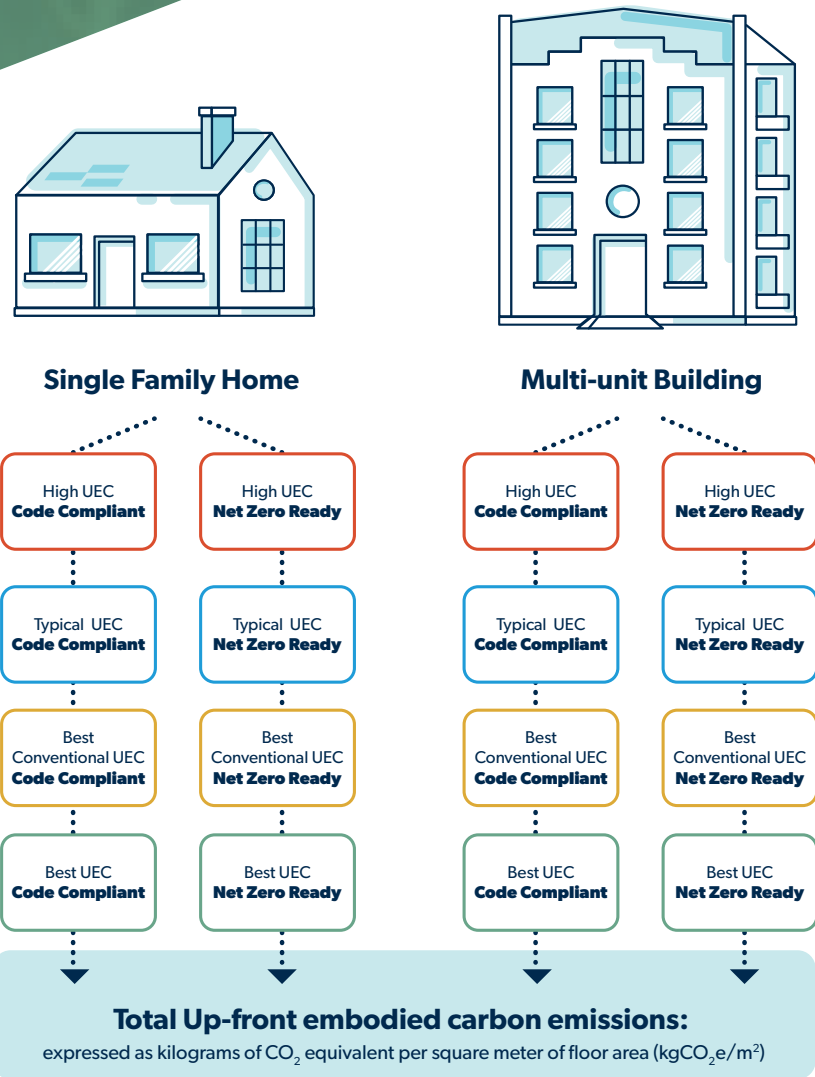 Single Family Home
Multi-unit Building
High UEC
Code Compliant
High UEC
Net Zero Ready
High UEC
Code Compliant
High UEC
Net Zero Ready
Typical UEC
Code Compliant
Typical UEC
Net Zero Ready
Typical UEC
Code Compliant
Typical UEC
Net Zero Ready
Best
Conventional UEC
Code Compliant
Best
Conventional UEC
Net Zero Ready
Best
Conventional UEC
Code Compliant
Best
Conventional UEC
Net Zero Ready
Best UEC
Code Compliant
Best UEC
Net Zero Ready
Best UEC
Code Compliant
Best UEC
Net Zero Ready
Total Up-front embodied carbon emissions:
expressed as kilograms of CO₂ equivalent per square meter of floor area (kgCO₂e/m²)